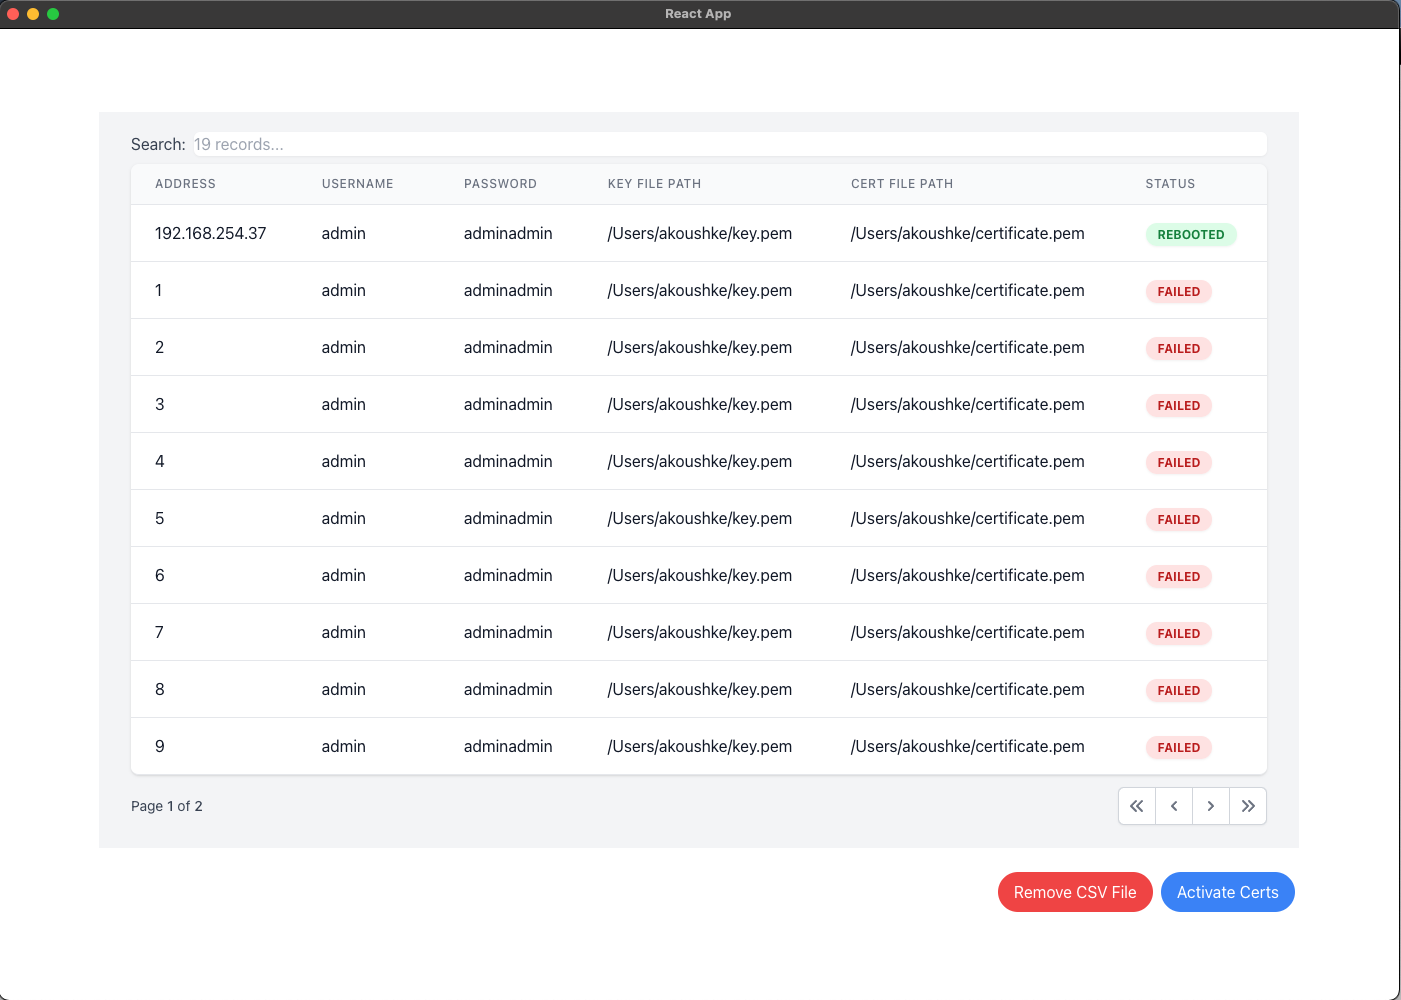 React App
Search: 19 records...
ADDRESS USERNAME PASSWORD KEY FILE PATH CERT FILE PATH STATUS
192.168.254.37 admin adminadmin /Users/akoushke/key.pem /Users/akoushke/certificate.pem REBOOTED
1 admin adminadmin /Users/akoushke/key.pem /Users/akoushke/certificate.pem FAILED
2 admin adminadmin /Users/akoushke/key.pem /Users/akoushke/certificate.pem FAILED
3 admin adminadmin /Users/akoushke/key.pem /Users/akoushke/certificate.pem FAILED
4 admin adminadmin /Users/akoushke/key.pem /Users/akoushke/certificate.pem FAILED
5 admin adminadmin /Users/akoushke/key.pem /Users/akoushke/certificate.pem FAILED
6 admin adminadmin /Users/akoushke/key.pem /Users/akoushke/certificate.pem FAILED
7 admin adminadmin /Users/akoushke/key.pem /Users/akoushke/certificate.pem FAILED
8 admin adminadmin /Users/akoushke/key.pem /Users/akoushke/certificate.pem FAILED
9 admin adminadmin /Users/akoushke/key.pem /Users/akoushke/certificate.pem FAILED
Page 1 of 2
Remove CSV File Activate Certs